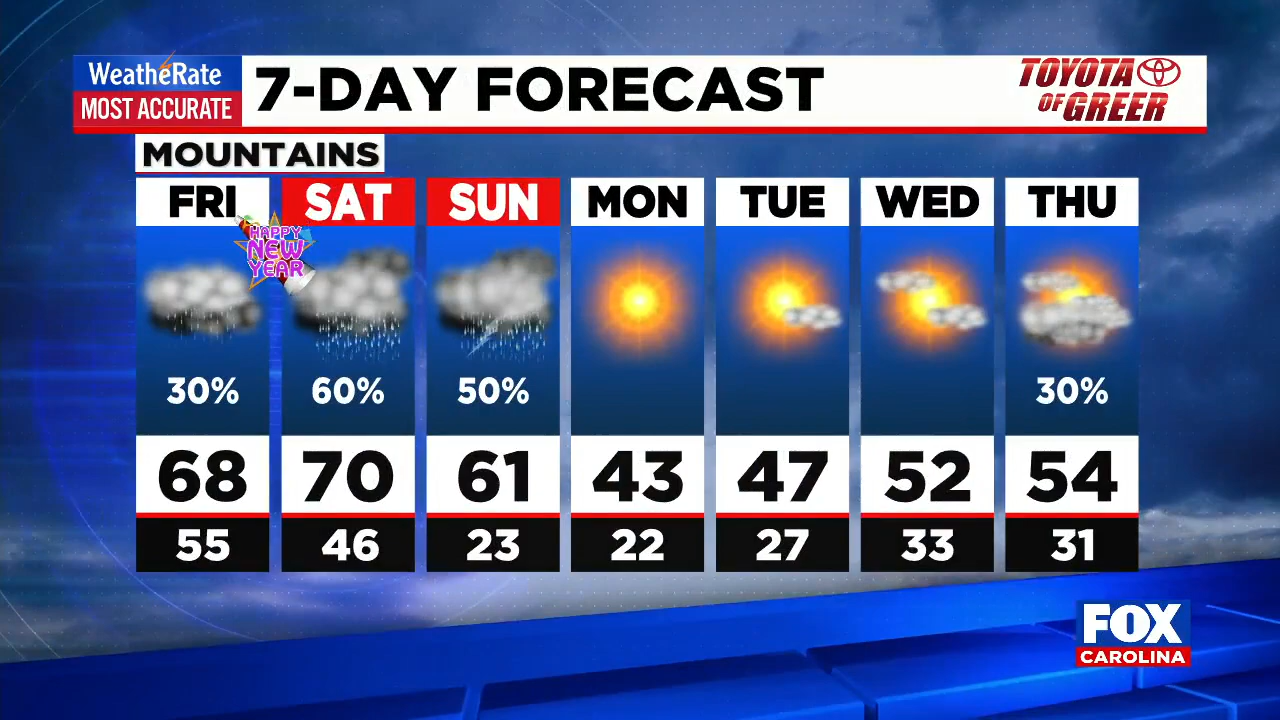 WeatheRate
MOST ACCURATE
7-DAY FORECAST
TOYOTA
OF GREER
MOUNTAINS
FRI SAT SUN MON TUE WED THU
HAPPY
NEW
YEAR
30% 60% 50% 30%
68 70 61 43 47 52 54
55 46 23 22 27 33 31
FOX
CAROLINA